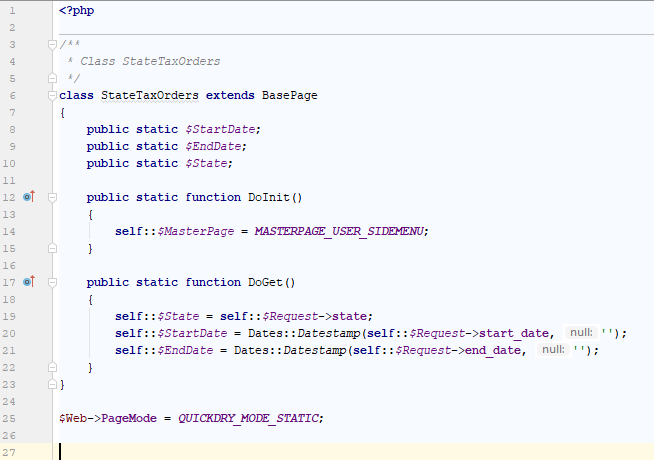 1 <?php
2
3 /**
4 * Class StateTaxOrders
5 */
6 class StateTaxOrders extends BasePage
7 {
8 public static $StartDate;
9 public static $EndDate;
10 public static $State;
11
12 public static function DoInit()
13 {
14 self::$MasterPage = MASTERPAGE_USER_SIDEMENU;
15 }
16
17 public static function DoGet()
18 {
19 self::$State = self::$Request->state;
20 self::$StartDate = Dates::Datestamp(self::$Request->start_date, null: '');
21 self::$EndDate = Dates::Datestamp(self::$Request->end_date, null: '');
22 }
23 }
24
25 $Web->PageMode = QUICKDRY_MODE_STATIC;
26
27